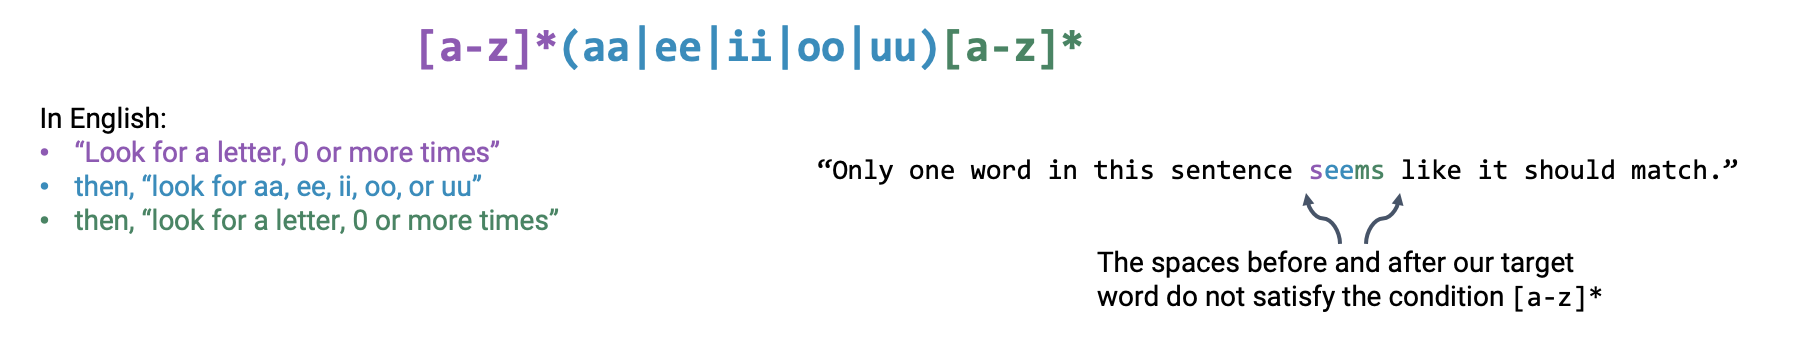 [a-z]*(aa|ee|ii|oo|uu)[a-z]*
In English:
• “Look for a letter, 0 or more times”
• then, “look for aa, ee, ii, oo, or uu”
• then, “look for a letter, 0 or more times”
“Only one word in this sentence seems like it should match.”
The spaces before and after our target
word do not satisfy the condition [a-z]*